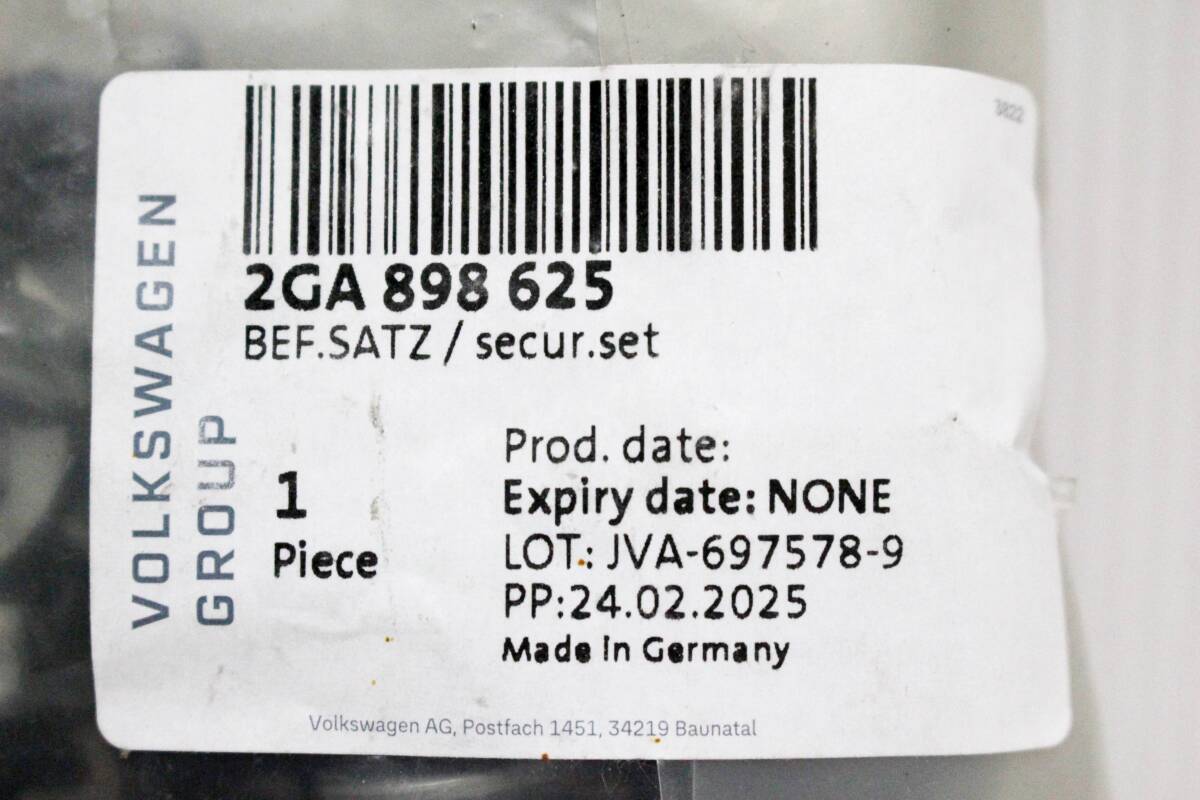 3822
VOLKSWAGEN
GROUP
2GA 898 625
BEF.SATZ / secur.set
1
Piece
Prod. date:
Expiry date: NONE
LOT.: JVA-697578-9
PP:24.02.2025
Made In Germany
Volkswagen AG, Postfach 1451, 34219 Baunatal